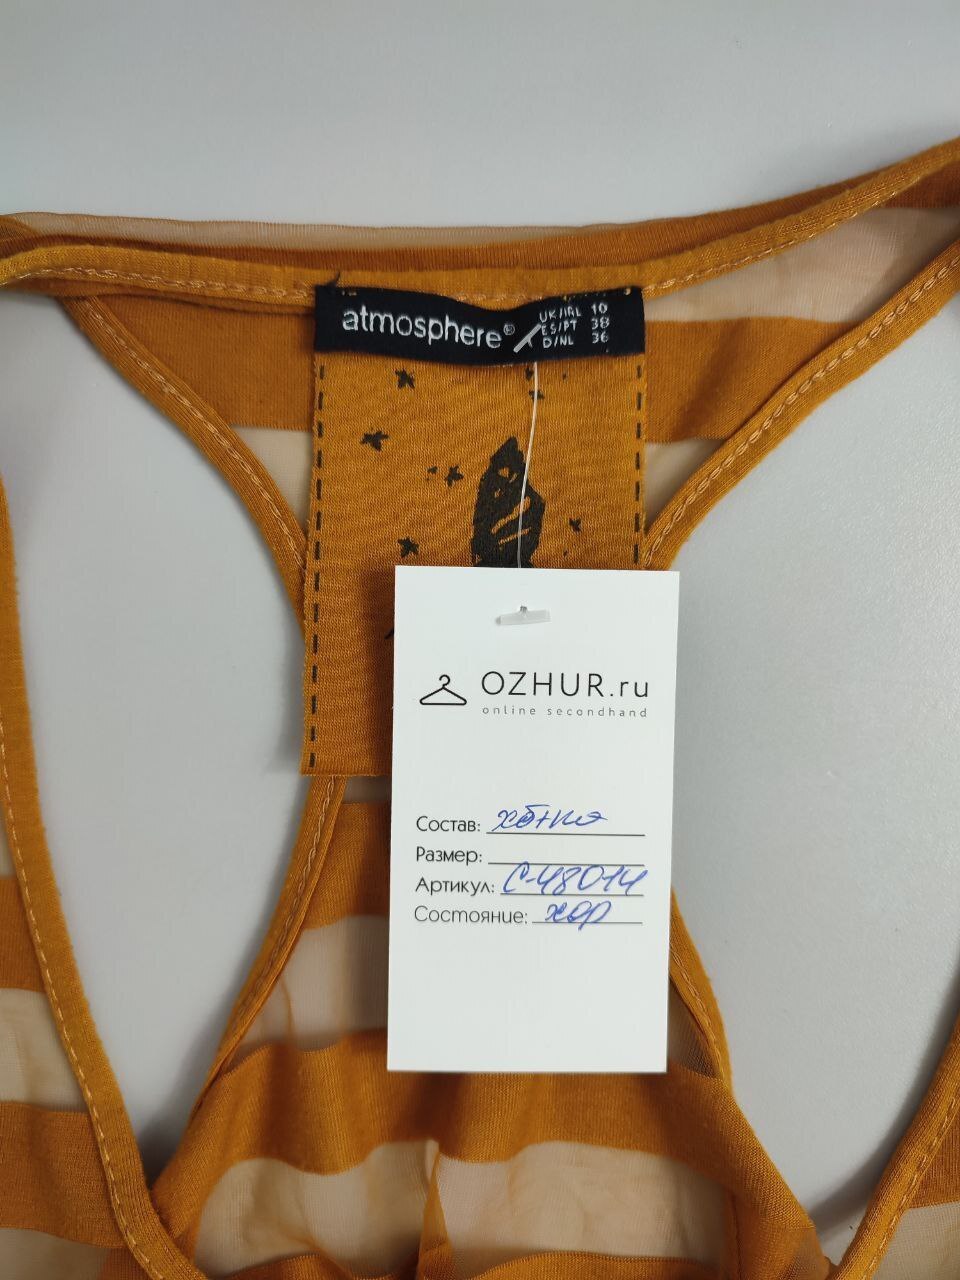 atmosphere®
UK/IRL 10
ES/PT 38
D/NL 36
OZHUR.ru
online secondhand
Состав: хб+пэ
Размер:
Артикул: С-48014
Состояние: хор